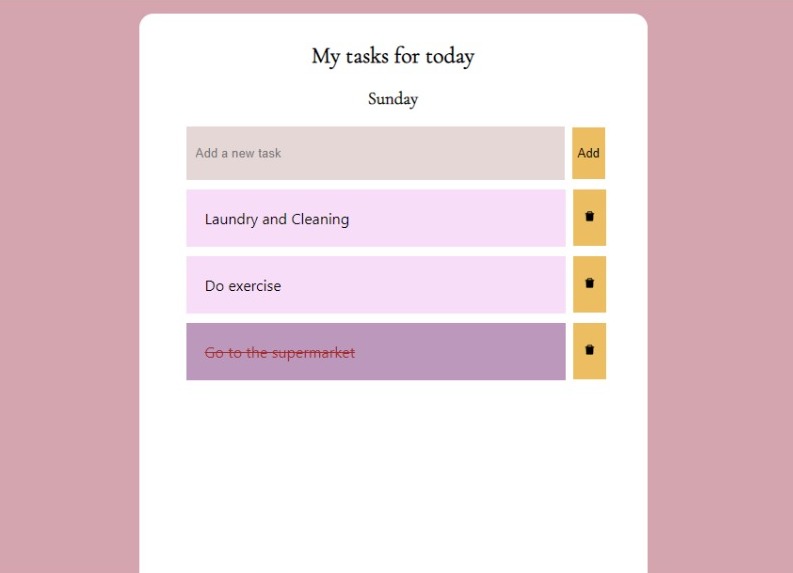 My tasks for today
Sunday
Add a new task
Add
Laundry and Cleaning
Do exercise
Go to the supermarket